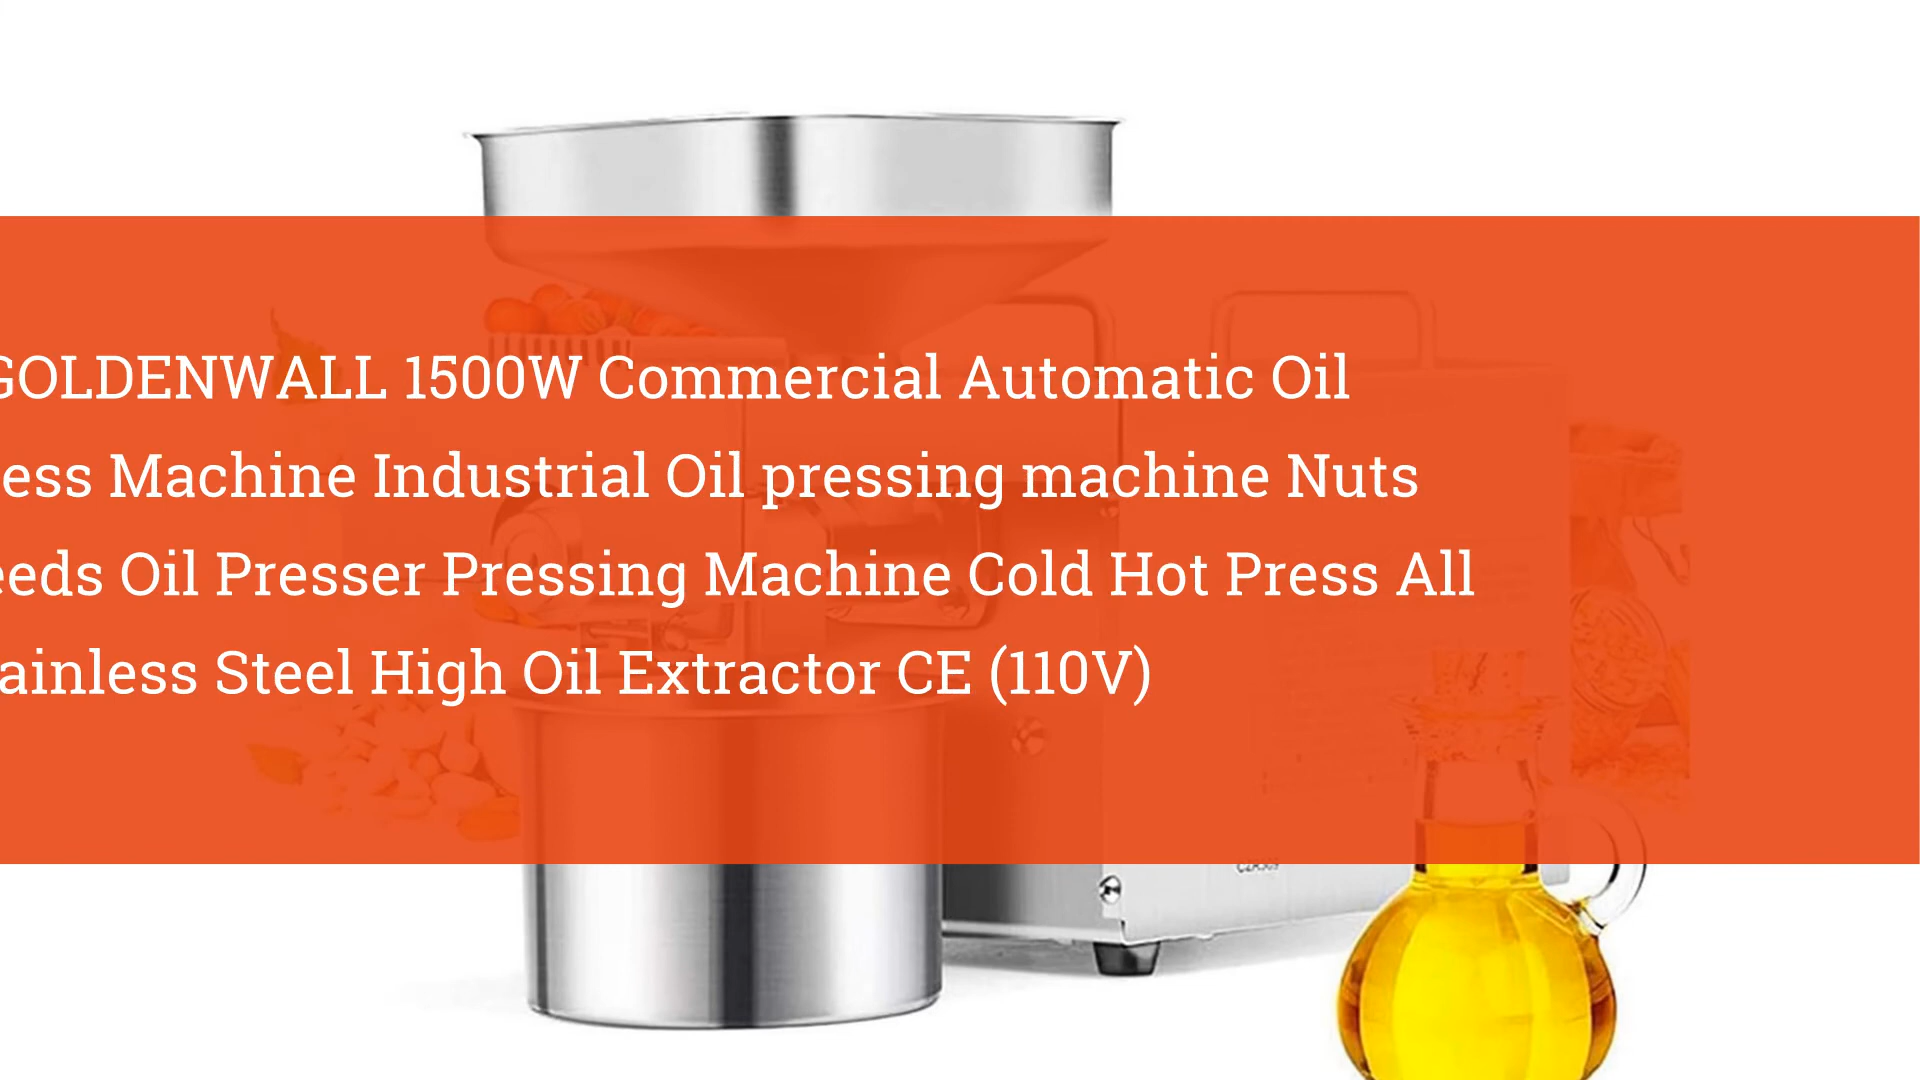 GOLDENWALL 1500W Commercial Automatic Oil
ess Machine Industrial Oil pressing machine Nuts
eeds Oil Presser Pressing Machine Cold Hot Press All
ainless Steel High Oil Extractor CE (110V)